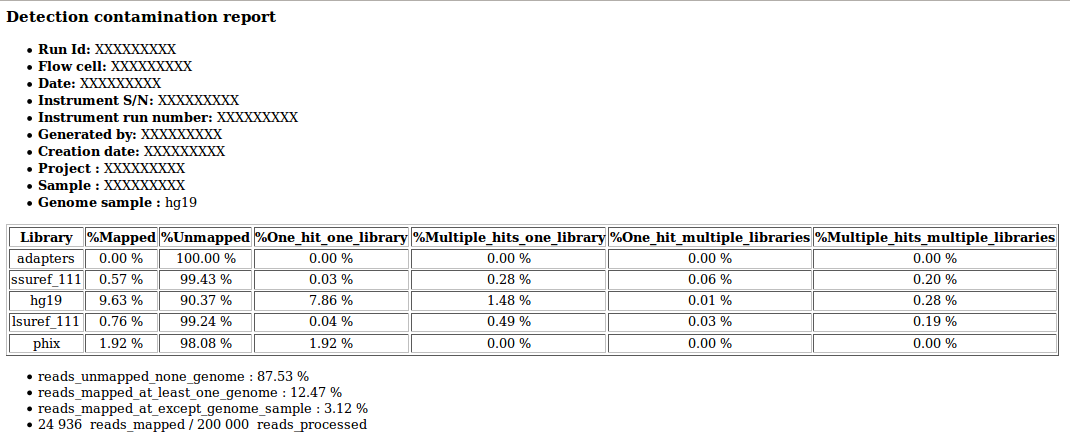 Detection contamination report
• Run Id: XXXXXXXXX
• Flow cell: XXXXXXXXX
• Date: XXXXXXXXX
• Instrument S/N: XXXXXXXXX
• Instrument run number: XXXXXXXXX
• Generated by: XXXXXXXXX
• Creation date: XXXXXXXXX
• Project : XXXXXXXXX
• Sample : XXXXXXXXX
• Genome sample : hg19
Library %Mapped %Unmapped %One_hit_one_library %Multiple_hits_one_library %One_hit_multiple_libraries %Multiple_hits_multiple_libraries
adapters 0.00 % 100.00 % 0.00 % 0.00 % 0.00 % 0.00 %
ssuref_111 0.57 % 99.43 % 0.03 % 0.28 % 0.06 % 0.20 %
hg19 9.63 % 90.37 % 7.86 % 1.48 % 0.01 % 0.28 %
lsuref_111 0.76 % 99.24 % 0.04 % 0.49 % 0.03 % 0.19 %
phix 1.92 % 98.08 % 1.92 % 0.00 % 0.00 % 0.00 %
• reads_unmapped_none_genome : 87.53 %
• reads_mapped_at_least_one_genome : 12.47 %
• reads_mapped_at_except_genome_sample : 3.12 %
• 24 936 reads_mapped / 200 000 reads_processed